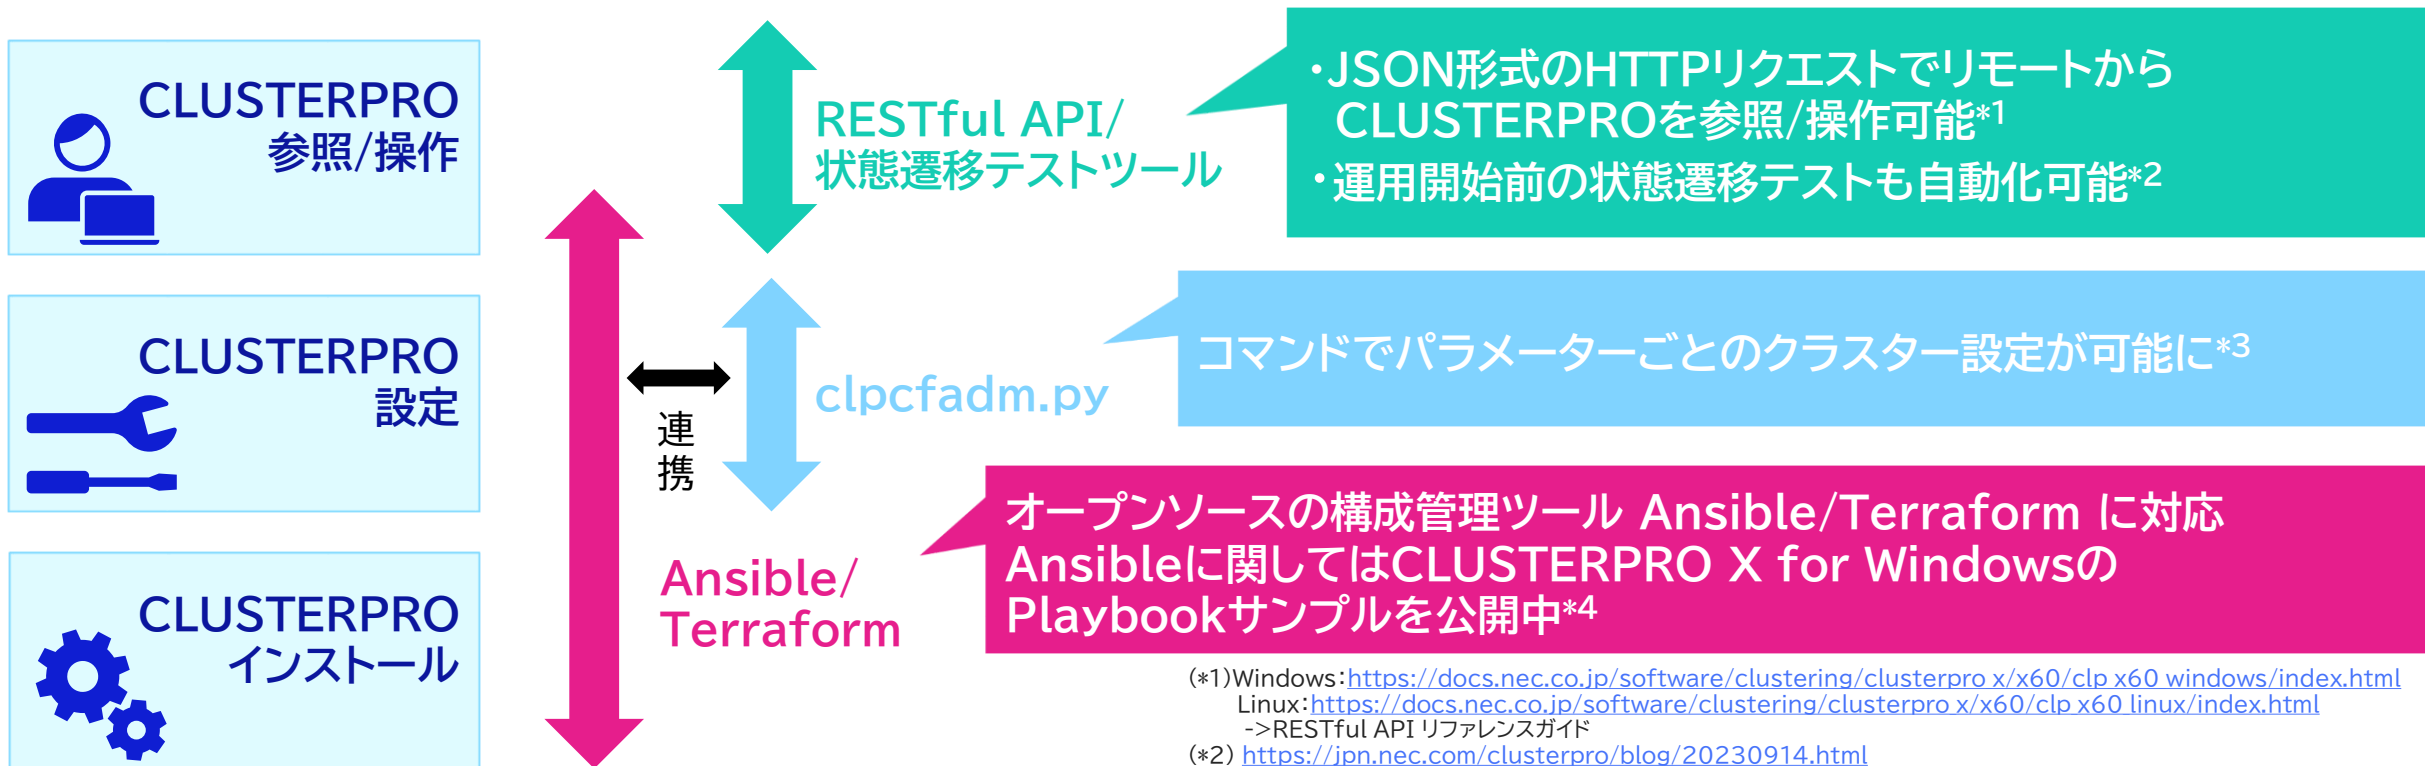 CLUSTERPRO
参照/操作
RESTful API/
状態遷移テストツール
・JSON形式のHTTPリクエストでリモートから
CLUSTERPROを参照/操作可能*1
・運用開始前の状態遷移テストも自動化可能*2
CLUSTERPRO
設定
連
携
clpcfadm.py
コマンドでパラメーターごとのクラスター設定が可能に*3
CLUSTERPRO
インストール
Ansible/
Terraform
オープンソースの構成管理ツール Ansible/Terraform に対応
Ansibleに関してはCLUSTERPRO X for Windowsの
Playbookサンプルを公開中*4
(*1)Windows:https://docs.nec.co.jp/software/clustering/clusterpro_x/x60/clp_x60_windows/index.html
Linux:https://docs.nec.co.jp/software/clustering/clusterpro_x/x60/clp_x60_linux/index.html
->RESTful API リファレンスガイド
(*2) https://jpn.nec.com/clusterpro/blog/20230914.html